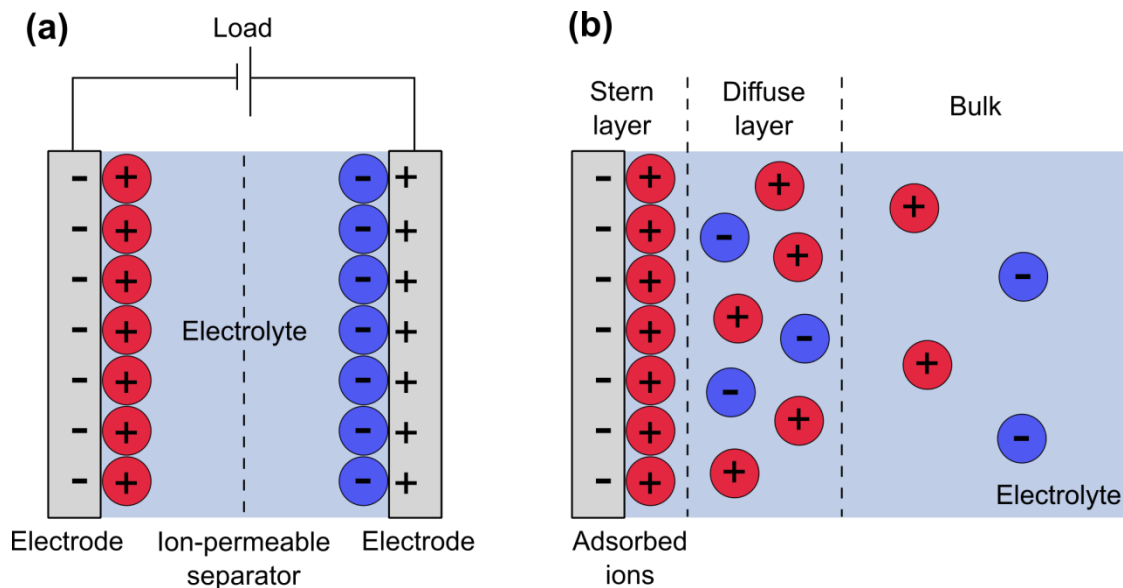 (a)
Load
Electrolyte
Electrode
Ion-permeable
separator
Electrode
(b)
Stern
layer
Diffuse
layer
Bulk
Electrolyte
Adsorbed
ions